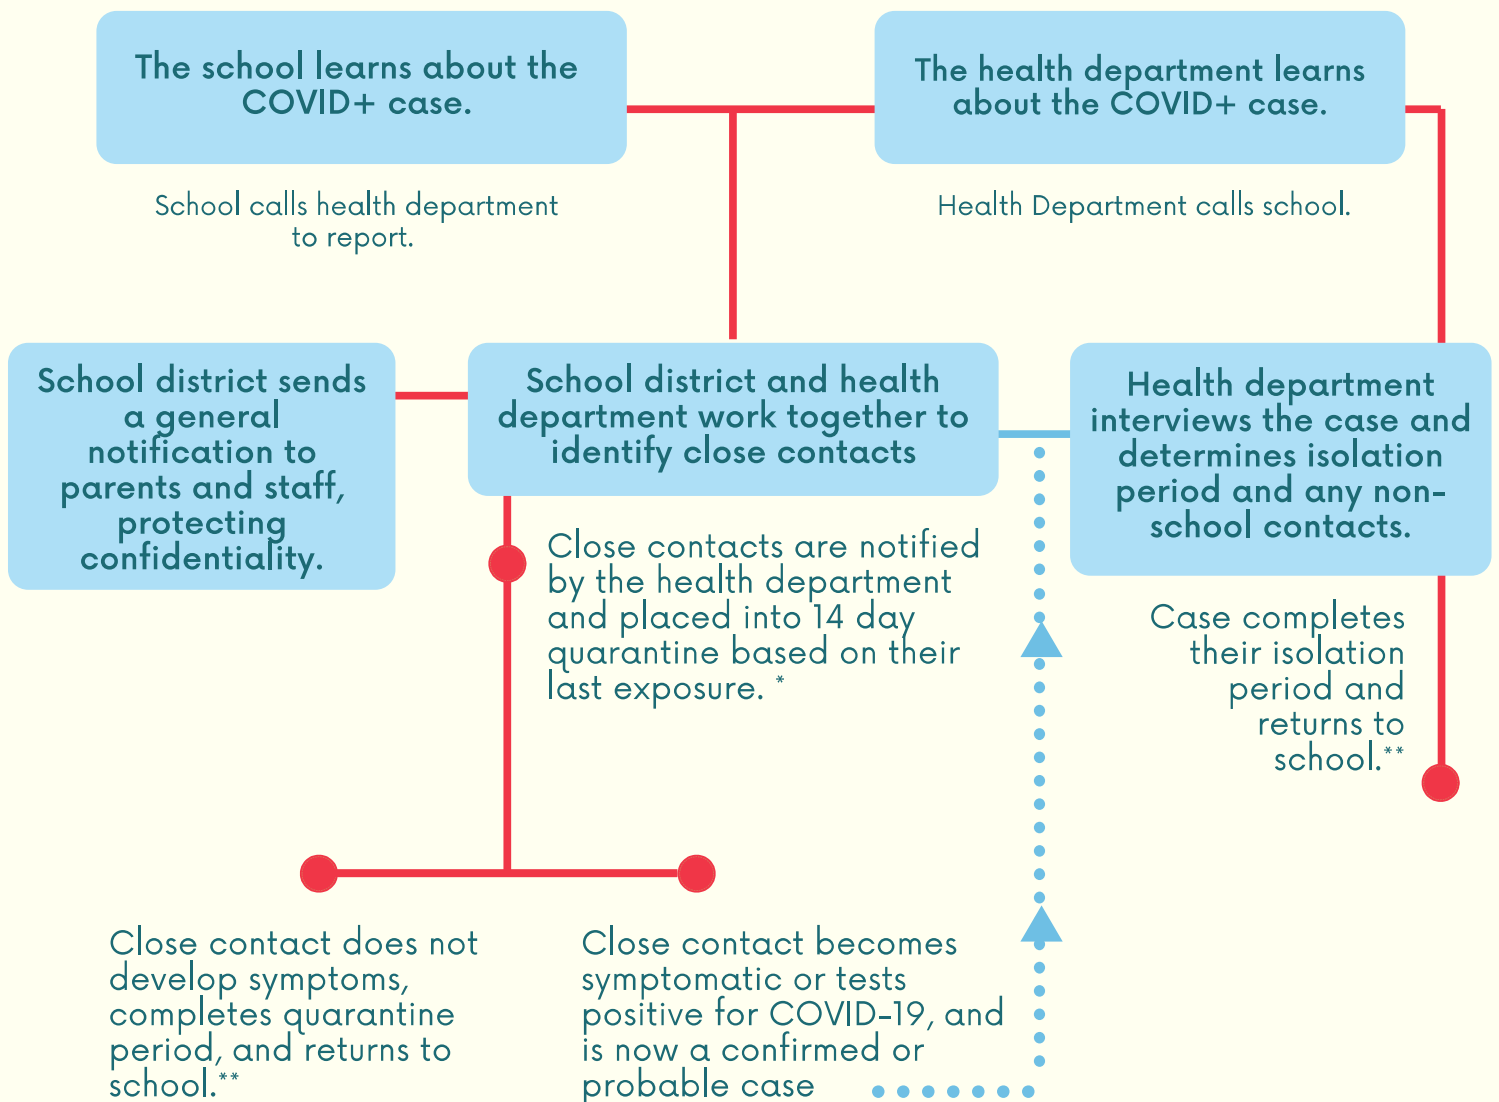 The school learns about the
COVID+ case.
The health department learns
about the COVID+ case.
School calls health department
to report.
Health Department calls school.
School district sends
a general
notification to
parents and staff,
protecting
confidentiality.
School district and health
department work together to
identify close contacts
Health department
interviews the case and
determines isolation
period and any non-
school contacts.
Close contacts are notified
by the health department
and placed into 14 day
quarantine based on their
last exposure. *
Case completes
their isolation
period and
returns to
school.**
Close contact does not
develop symptoms,
completes quarantine
period, and returns to
school.**
Close contact becomes
symptomatic or tests
positive for COVID-19, and
is now a confirmed or
probable case